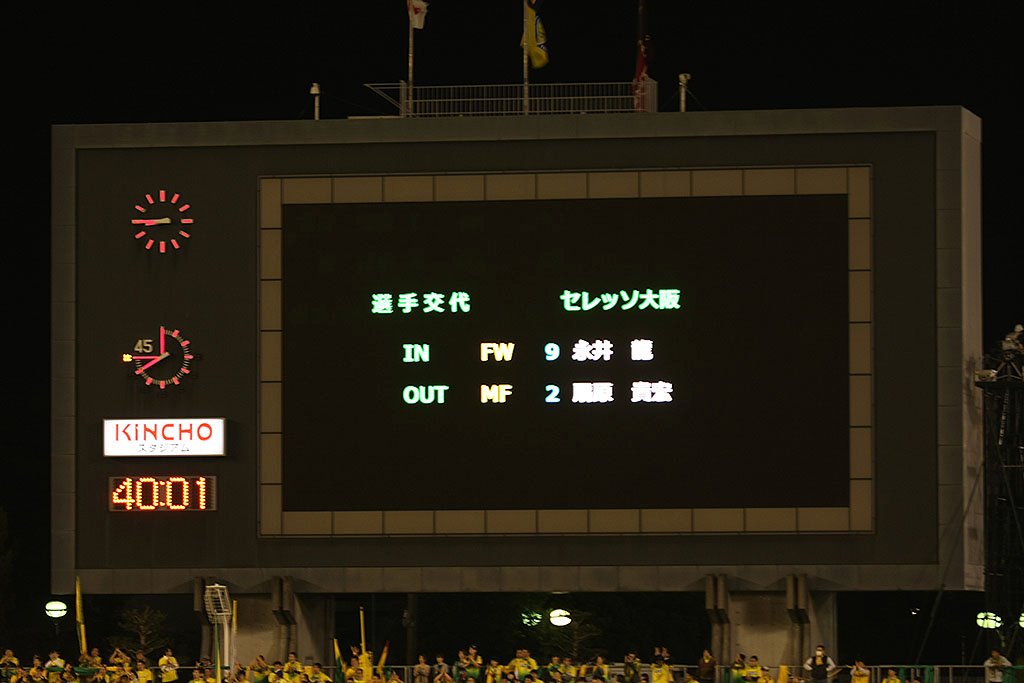 選手交代 セレッソ大阪
IN FW 9 永井 龍
OUT MF 2 扇原 貴宏
45
KiNCHO
スタジアム
40:01